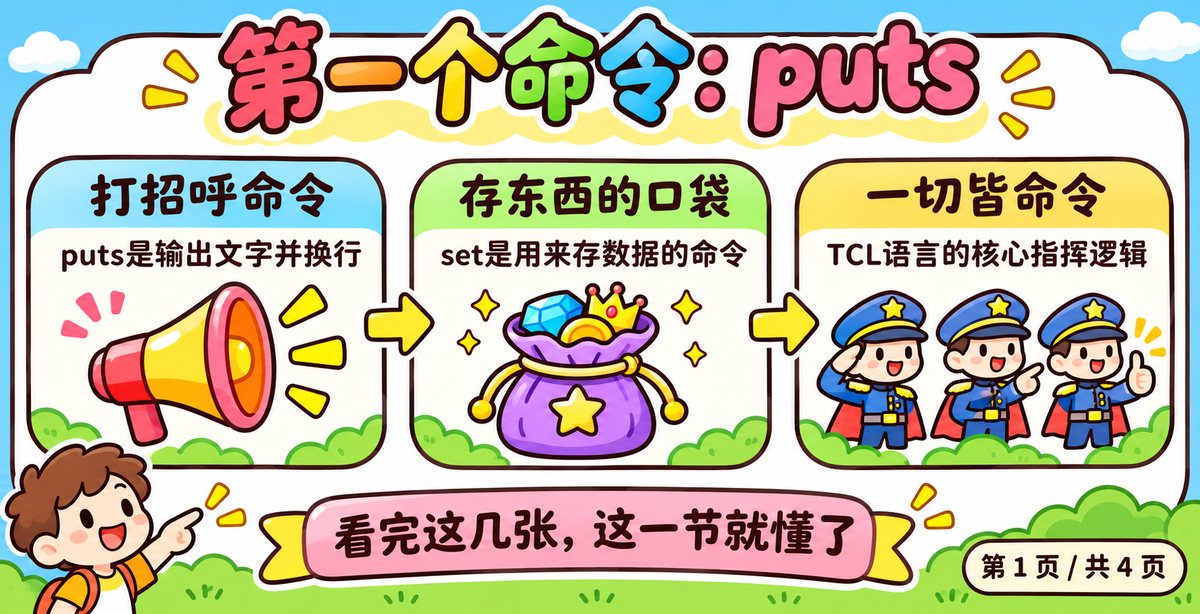 第一个命令：puts
打招呼命令
puts是输出文字并换行
存东西的口袋
set是用来存数据的命令
一切皆命令
TCL语言的核心指挥逻辑
看完这几张，这一节就懂了
第 1 页 / 共 4 页